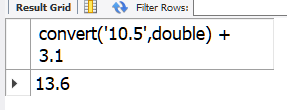 Result Grid Filter Rows:
convert('10.5',double) +
3.1
13.6